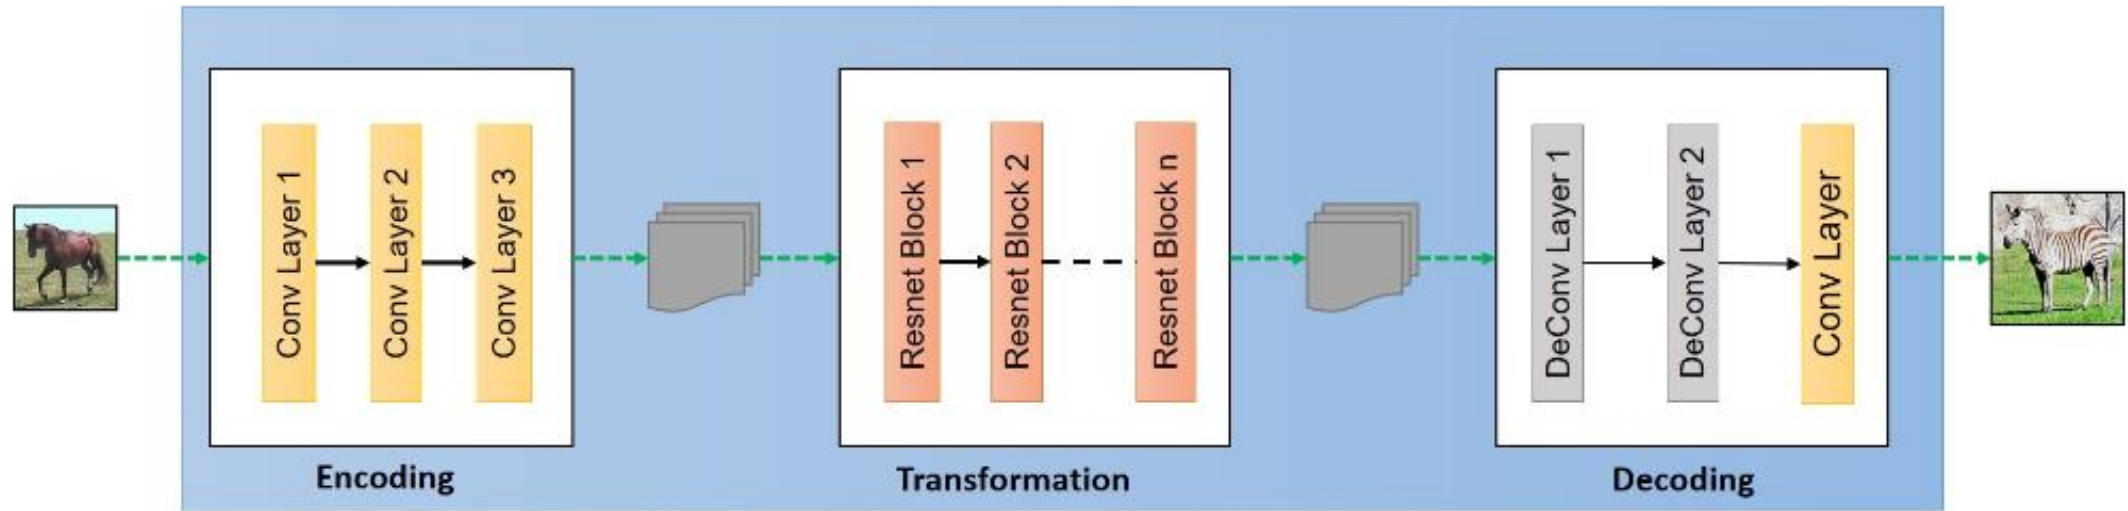 Conv Layer 1
Conv Layer 2
Conv Layer 3
Encoding
Resnet Block 1
Resnet Block 2
Resnet Block n
Transformation
DeConv Layer 1
DeConv Layer 2
Conv Layer
Decoding